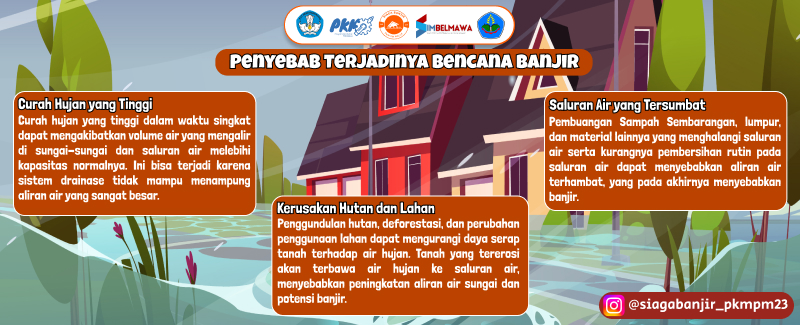 PKK
SIMBELMAWA
Penyebab Terjadinya Bencana Banjir
Curah Hujan yang Tinggi
Curah hujan yang tinggi dalam waktu singkat
dapat mengakibatkan volume air yang mengalir
di sungai-sungai dan saluran air melebihi
kapasitas normalnya. Ini bisa terjadi karena
sistem drainase tidak mampu menampung
aliran air yang sangat besar.
Kerusakan Hutan dan Lahan
Penggundulan hutan, deforestasi, dan perubahan
penggunaan lahan dapat mengurangi daya serap
tanah terhadap air hujan. Tanah yang tererosi
akan terbawa air hujan ke saluran air,
menyebabkan peningkatan aliran air sungai dan
potensi banjir.
Saluran Air yang Tersumbat
Pembuangan Sampah Sembarangan, lumpur,
dan material lainnya yang menghalangi saluran
air serta kurangnya pembersihan rutin pada
saluran air dapat menyebabkan aliran air
terhambat, yang pada akhirnya menyebabkan
banjir.
@siagabanjir_pkmpm23